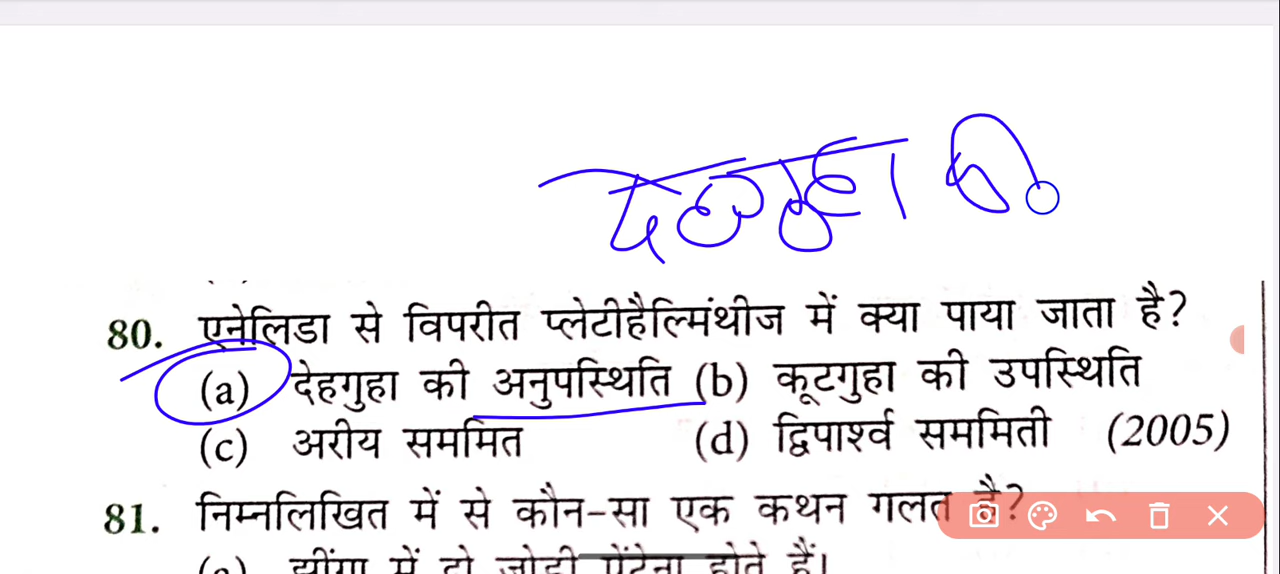 देहगुहा की
80. एनेलिडा से विपरीत प्लेटीहैल्मिंथीज में क्या पाया जाता है?
(a) देहगुहा की अनुपस्थिति (b) कूटगुहा की उपस्थिति
(c) अरीय सममित (d) द्विपार्श्व सममिती (2005)
81. निम्नलिखित में से कौन-सा एक कथन गलत है?
(a) झींगा में दो जोड़ी ऐंटेना होते हैं।